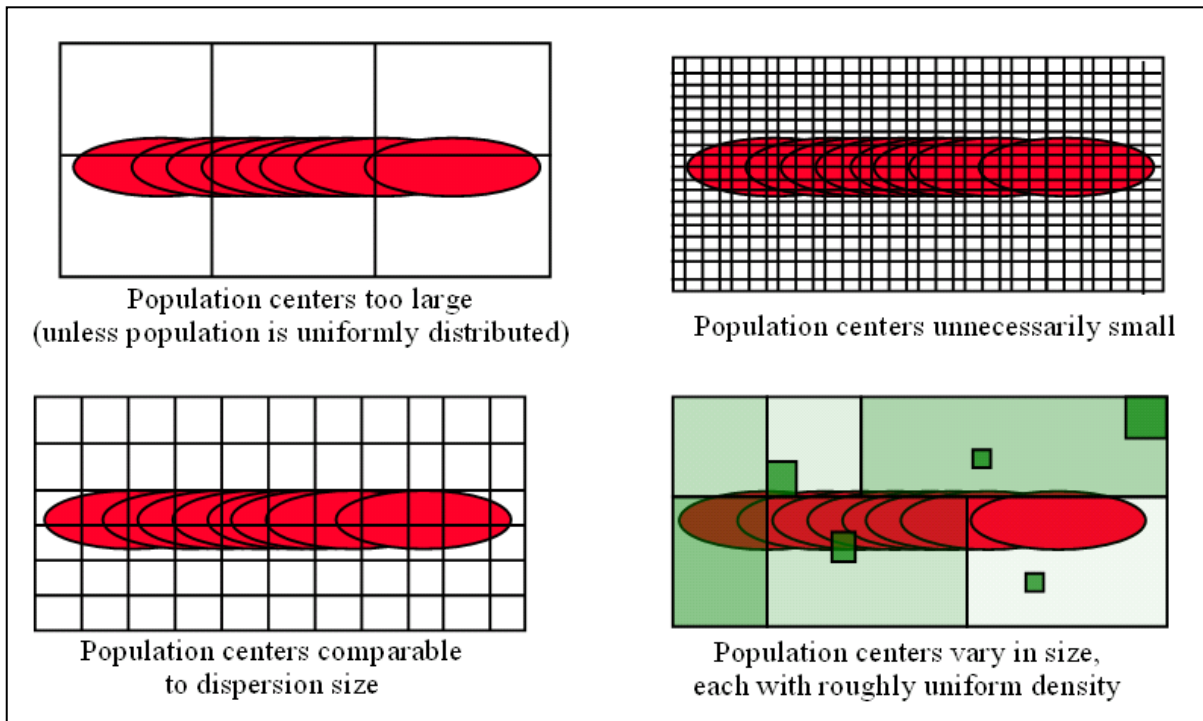 Population centers too large
(unless population is uniformly distributed)
Population centers unnecessarily small
Population centers comparable
to dispersion size
Population centers vary in size,
each with roughly uniform density